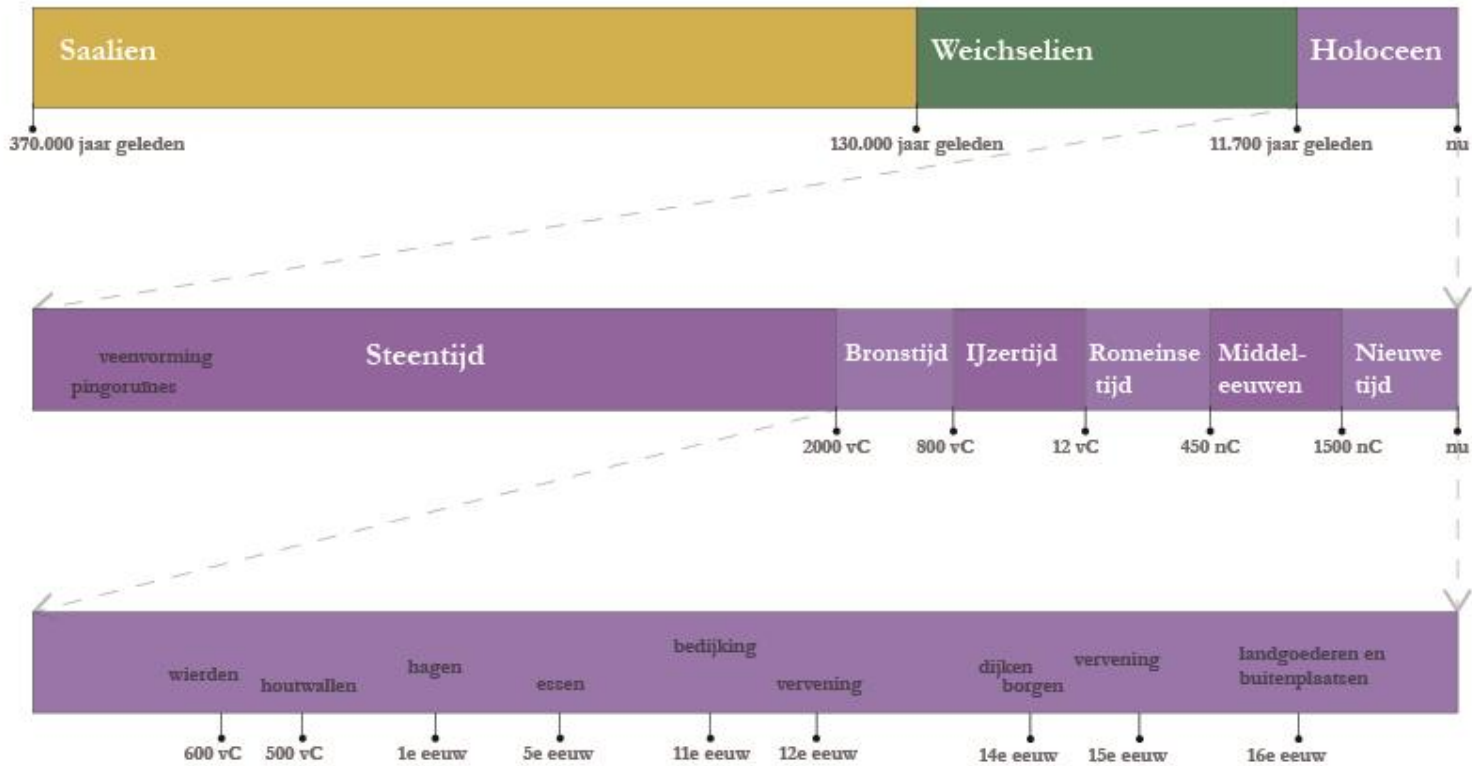 Saalien
Weichselien
Holoceen
370.000 jaar geleden
130.000 jaar geleden
11.700 jaar geleden
nu
veenvorming
pingoruïnes
Steentijd
Bronstijd
IJzertijd
Romeinse
tijd
Middel-
eeuwen
Nieuwe
tijd
2000 vC
800 vC
12 vC
450 nC
1500 nC
nu
wierden
houtwallen
hagen
essen
bedijking
vervening
dijken
borgen
vervening
landgoederen en
buitenplaatsen
600 vC
500 vC
1e eeuw
5e eeuw
11e eeuw
12e eeuw
14e eeuw
15e eeuw
16e eeuw